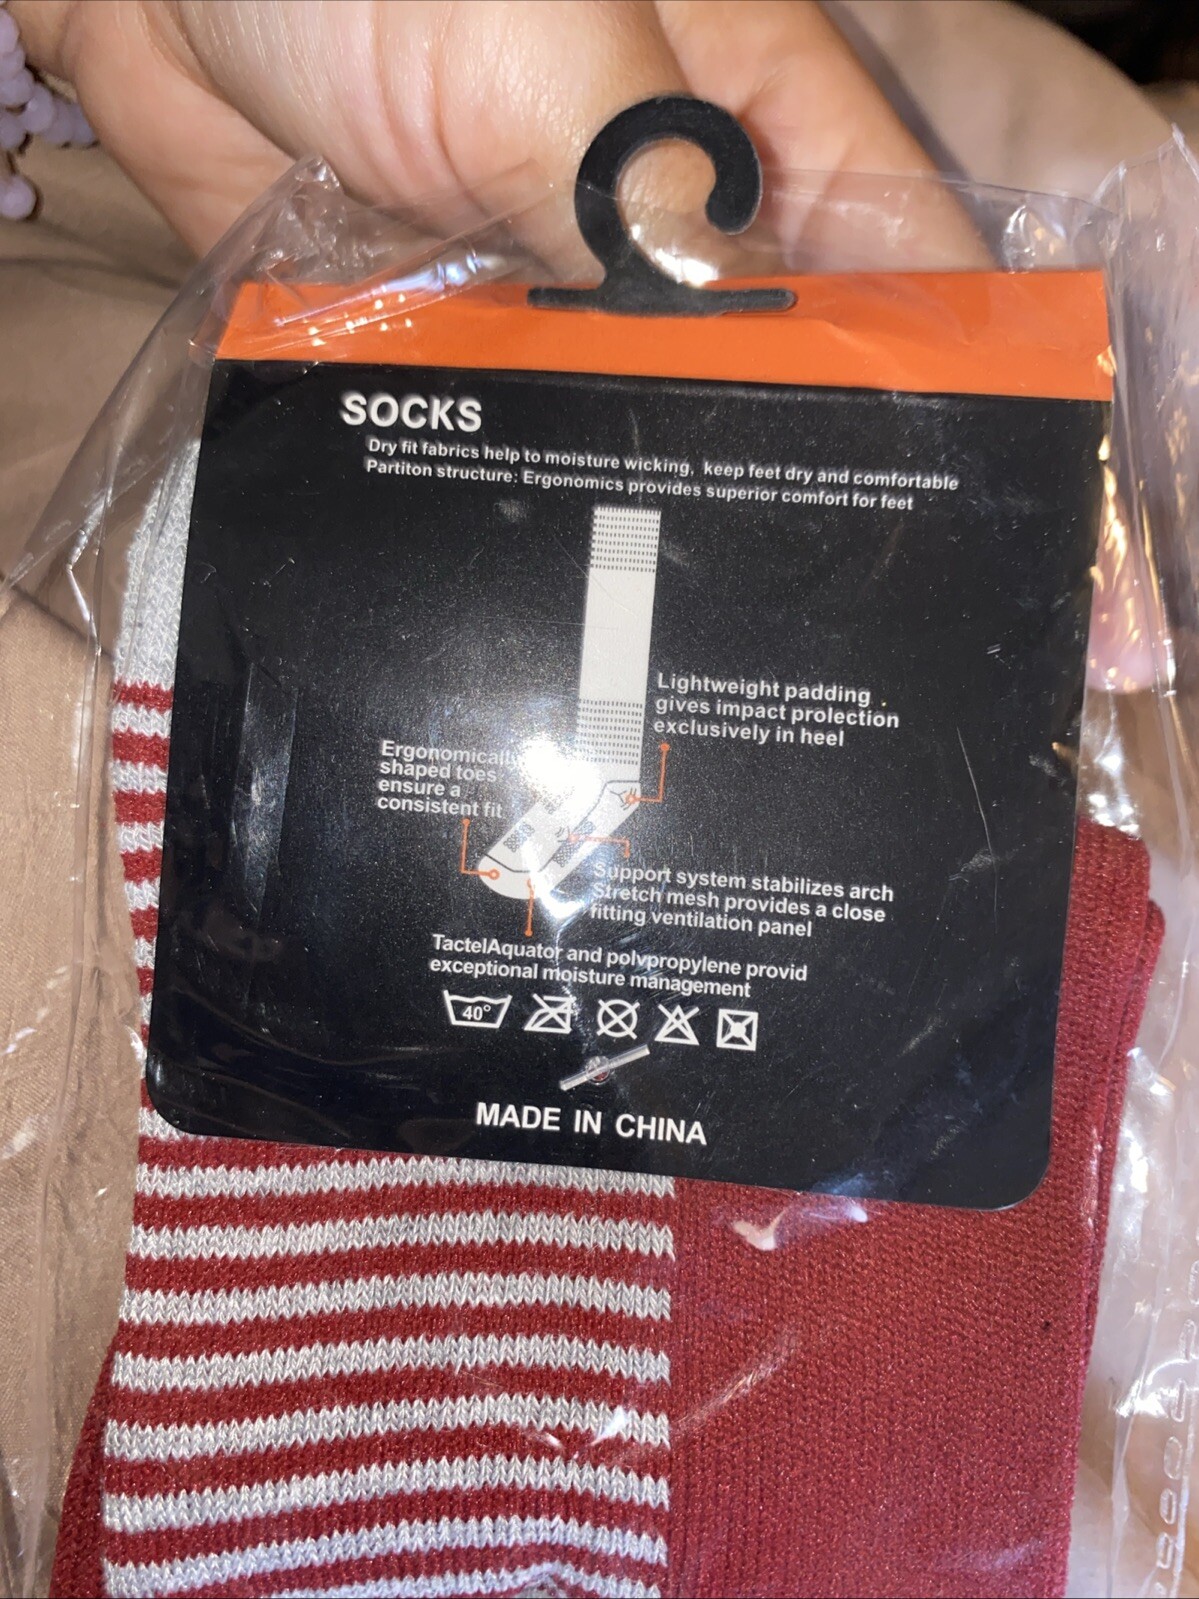 SOCKS
Dry fit fabrics help to moisture wicking, keep feet dry and comfortable
Partiton structure: Ergonomics provides superior comfort for feet
Lightweight padding
gives impact prolection
exclusively in heel
Ergonomically
shaped toes
ensure a
consistent fit
Support system stabilizes arch
Stretch mesh provides a close
fitting ventilation panel
TactelAquator and polvpropylene provid
exceptional moisture management
40°
MADE IN CHINA